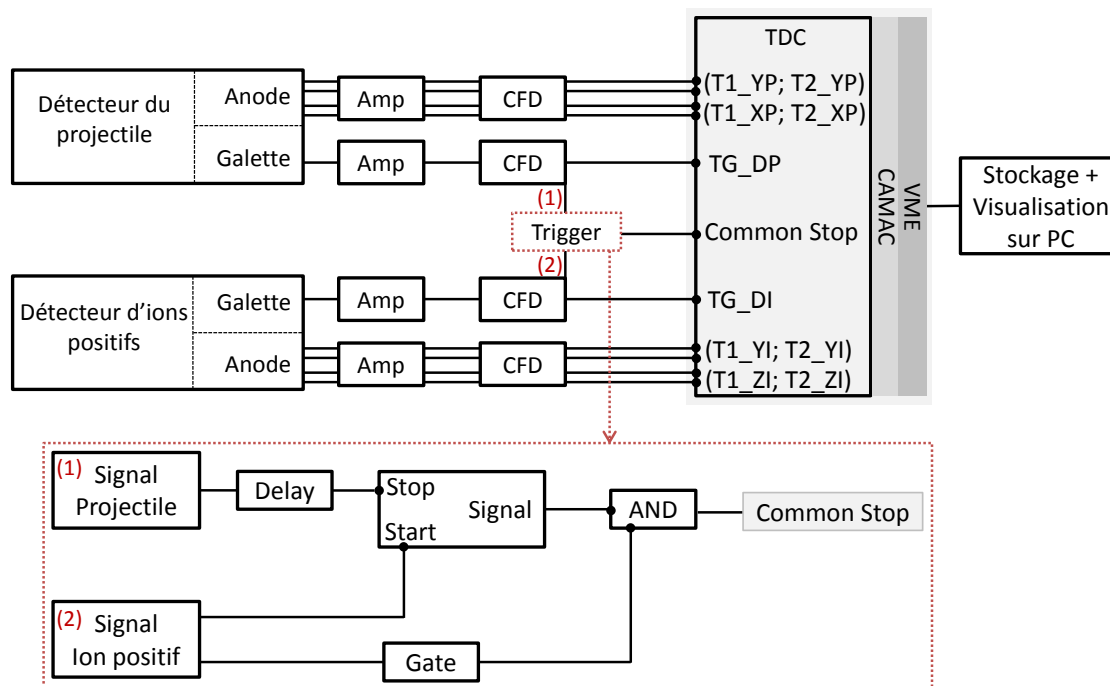 TDC
Détecteur du
projectile
Anode
Galette
Amp
CFD
(T1_YP; T2_YP)
(T1_XP; T2_XP)
Amp
CFD
TG_DP
(1)
Trigger
Common Stop
(2)
Détecteur d'ions
positifs
Galette
Anode
Amp
CFD
TG_DI
Amp
CFD
(T1_YI; T2_YI)
(T1_ZI; T2_ZI)
CAMAC
VME
Stockage +
Visualisation
sur PC
(1) Signal
Projectile
Delay
Stop
Start
Signal
AND
Common Stop
(2) Signal
Ion positif
Gate